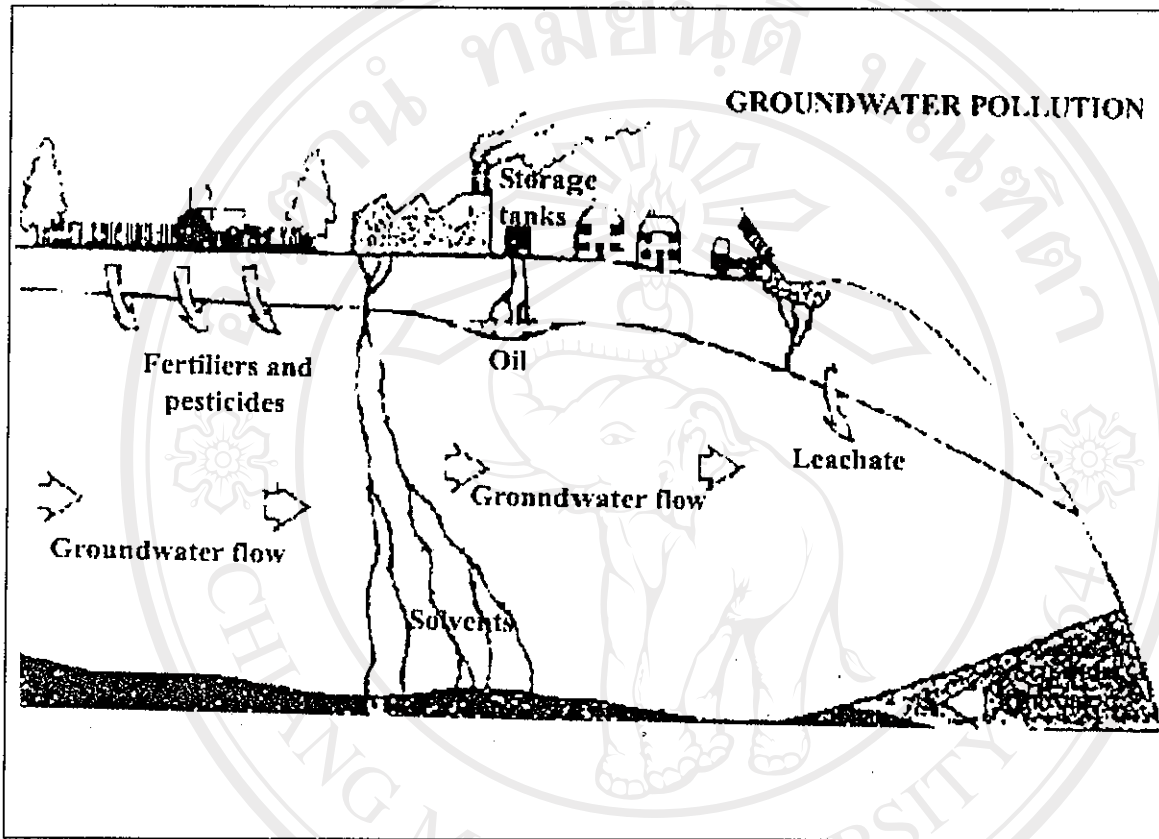 GROUNDWATER POLLUTION
Storage
tanks
Fertiliers and
pesticides
Oil
Leachate
Gronndwater flow
Groundwater flow
Solvents